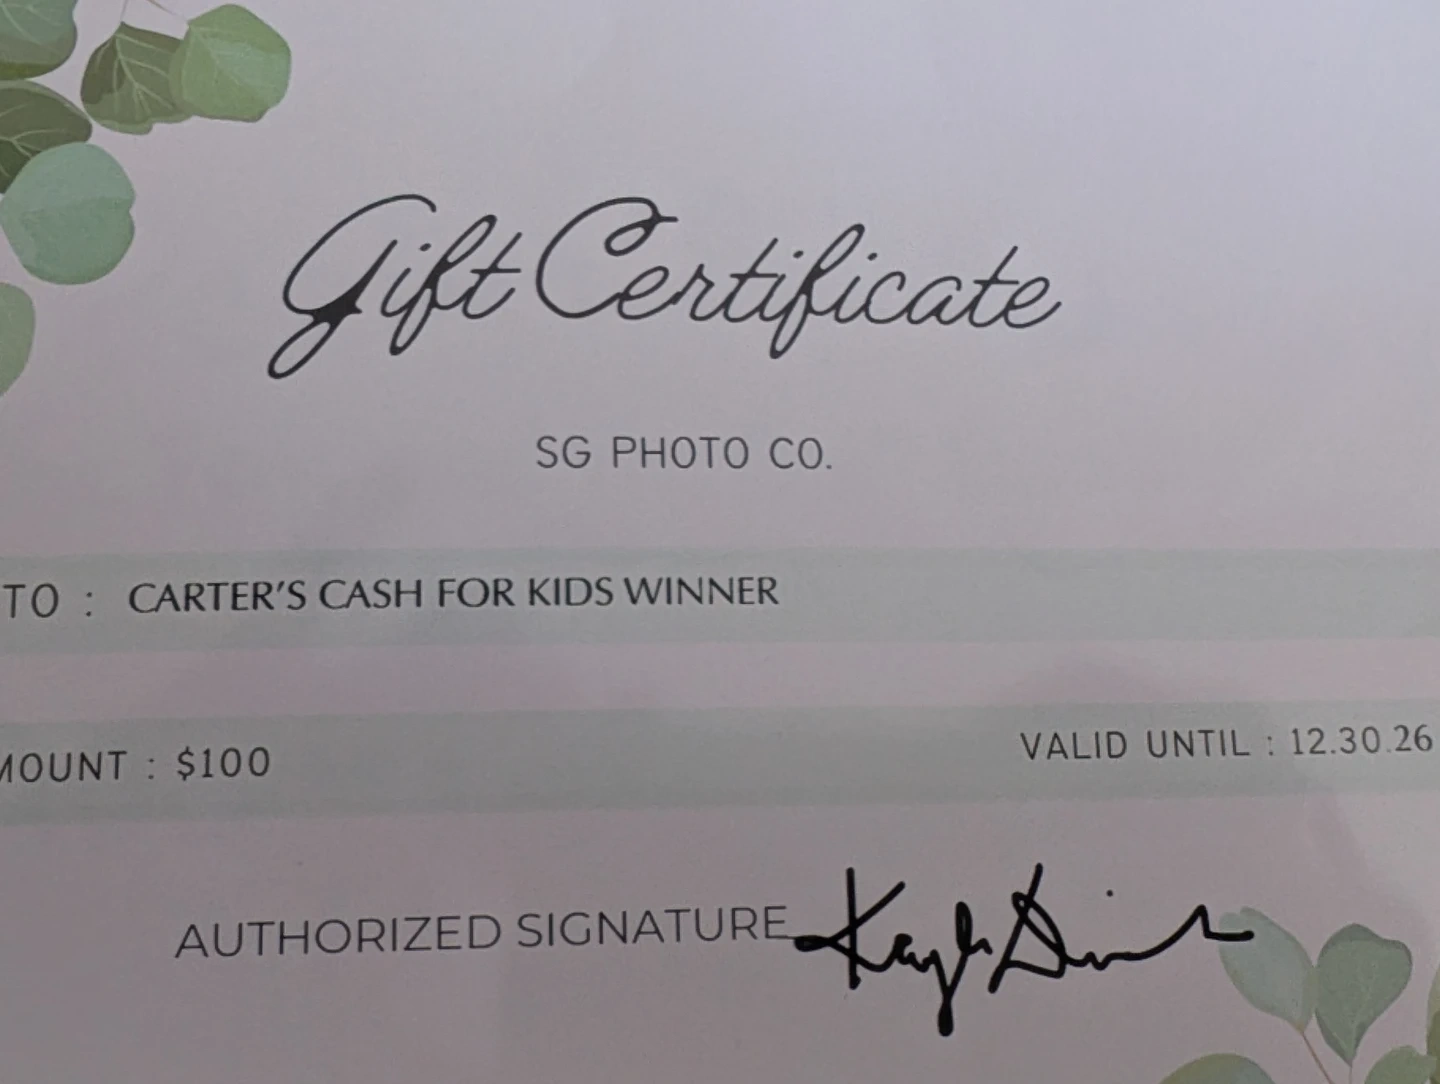 Gift Certificate
SG PHOTO CO.
TO : CARTER'S CASH FOR KIDS WINNER
MOUNT : $100 VALID UNTIL : 12.30.26
AUTHORIZED SIGNATURE